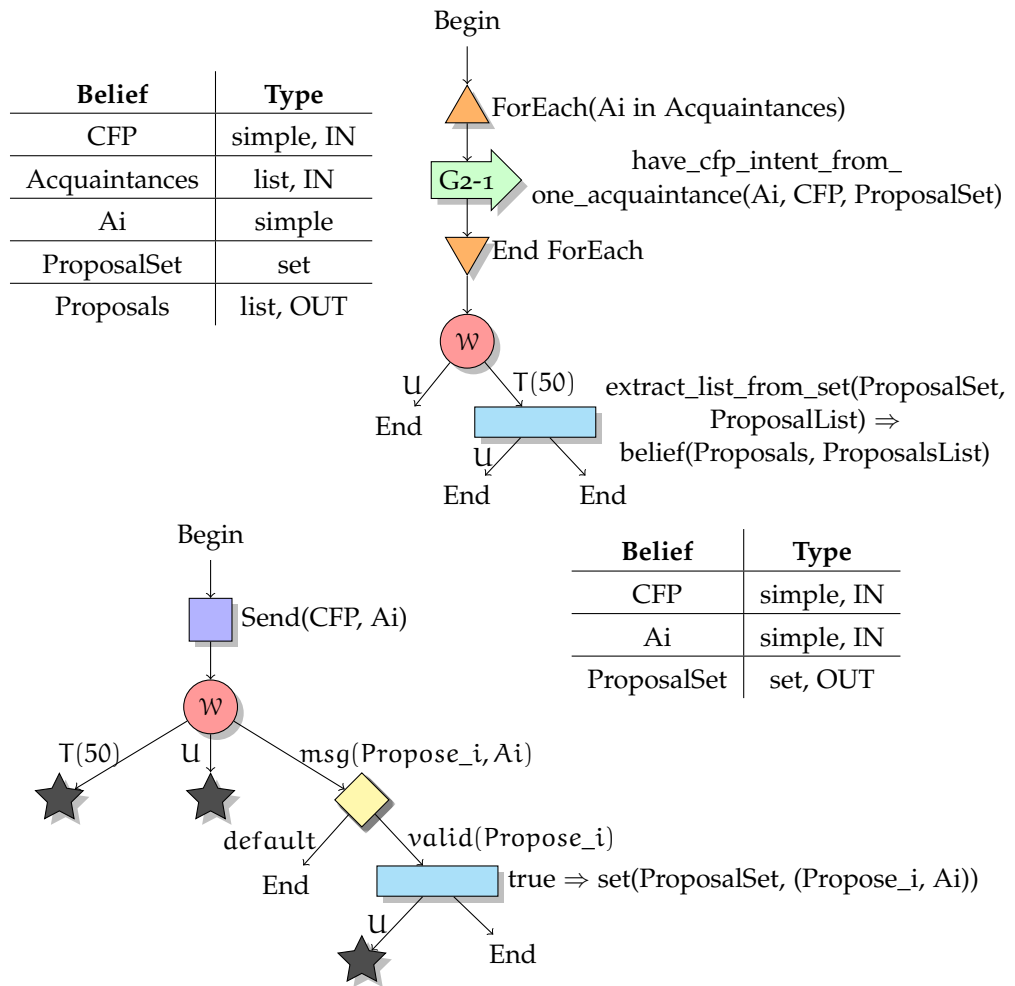 Begin
Belief Type
CFP simple, IN
Acquaintances list, IN
Ai simple
ProposalSet set
Proposals list, OUT
ForEach(Ai in Acquaintances)
G2-1
have_cfp_intent_from_
one_acquaintance(Ai, CFP, ProposalSet)
End ForEach
W
U
T(50)
End
extract_list_from_set(ProposalSet,
ProposalList) ⇒
belief(Proposals, ProposalsList)
U
End
End
Begin
Send(CFP, Ai)
Belief Type
CFP simple, IN
Ai simple, IN
ProposalSet set, OUT
W
T(50)
U
msg(Propose_i, Ai)
default
valid(Propose_i)
End
true ⇒ set(ProposalSet, (Propose_i, Ai))
U
End